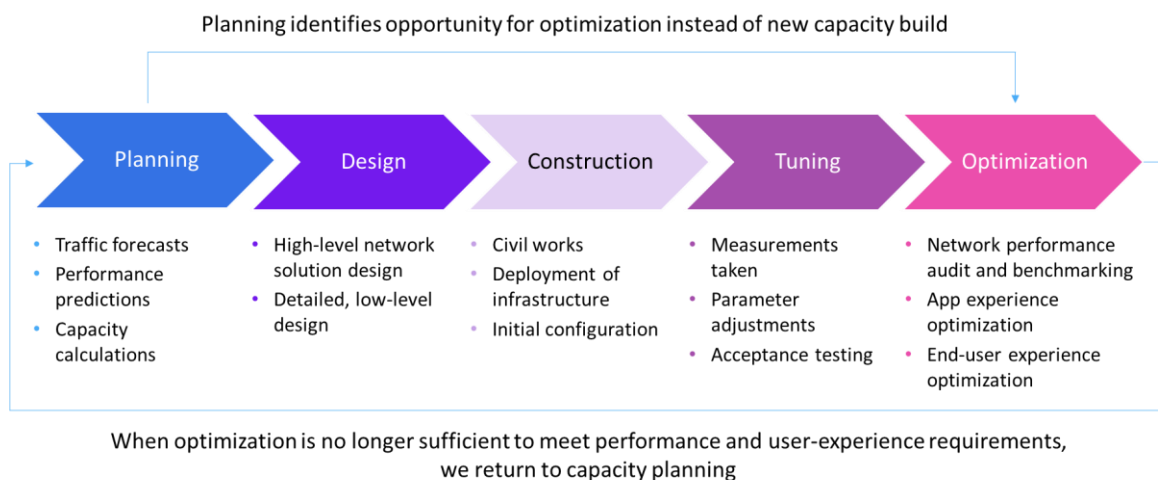 Planning identifies opportunity for optimization instead of new capacity build
Planning
Design
Construction
Tuning
Optimization
• Traffic forecasts
• Performance
predictions
• Capacity
calculations
• High-level network
solution design
• Detailed, low-level
design
• Civil works
• Deployment of
infrastructure
• Initial configuration
• Measurements
taken
• Parameter
adjustments
• Acceptance testing
• Network performance
audit and benchmarking
• App experience
optimization
• End-user experience
optimization
When optimization is no longer sufficient to meet performance and user-experience requirements,
we return to capacity planning